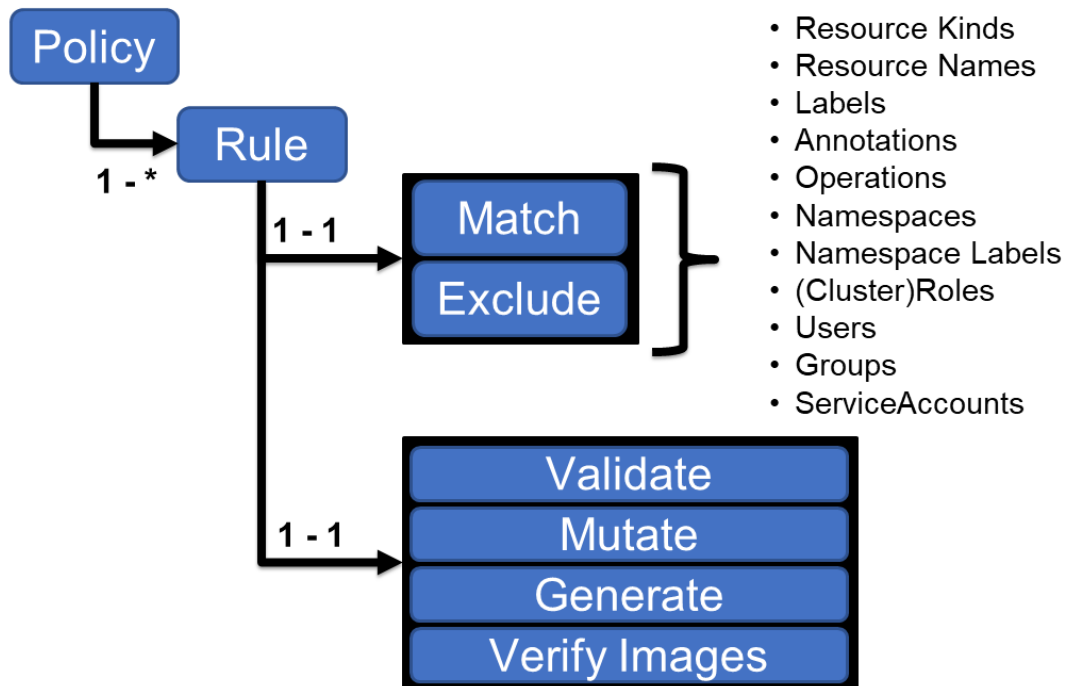 Policy
1 - *
Rule
1 - 1
Match
Exclude
• Resource Kinds
• Resource Names
• Labels
• Annotations
• Operations
• Namespaces
• Namespace Labels
• (Cluster)Roles
• Users
• Groups
• ServiceAccounts
1 - 1
Validate
Mutate
Generate
Verify Images